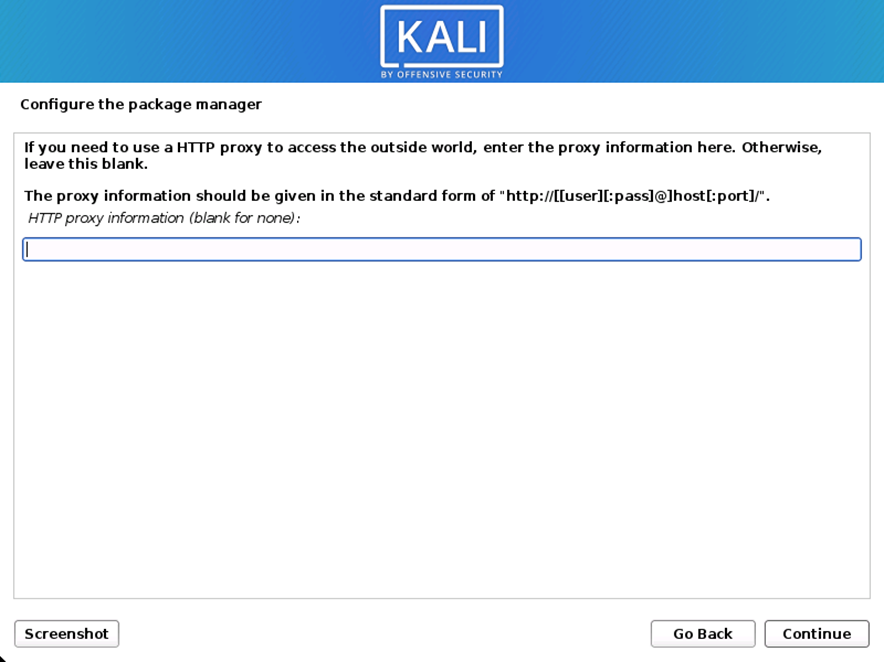 KALI
BY OFFENSIVE SECURITY
Configure the package manager
If you need to use a HTTP proxy to access the outside world, enter the proxy information here. Otherwise,
leave this blank.
The proxy information should be given in the standard form of "http://[[user][:pass]@]host[:port]/".
HTTP proxy information (blank for none):
Screenshot
Go Back
Continue